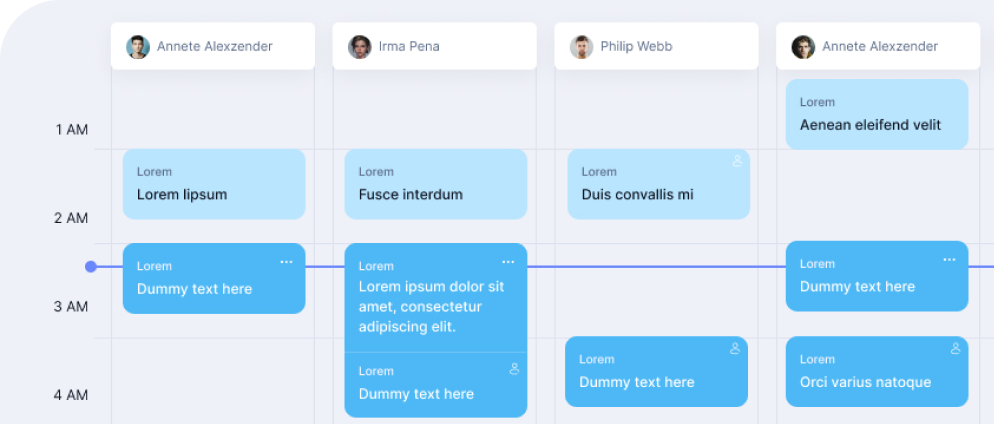 Annete Alexzender
Irma Pena
Philip Webb
Annete Alexzender
1 AM
Lorem
Aenean eleifend velit
Lorem
Lorem lipsum
Lorem
Fusce interdum
Lorem
Duis convallis mi
2 AM
Lorem
Dummy text here
Lorem
Lorem ipsum dolor sit
amet, consectetur
adipiscing elit.
Lorem
Dummy text here
3 AM
Lorem
Dummy text here
Lorem
Dummy text here
Lorem
Orci varius natoque
4 AM